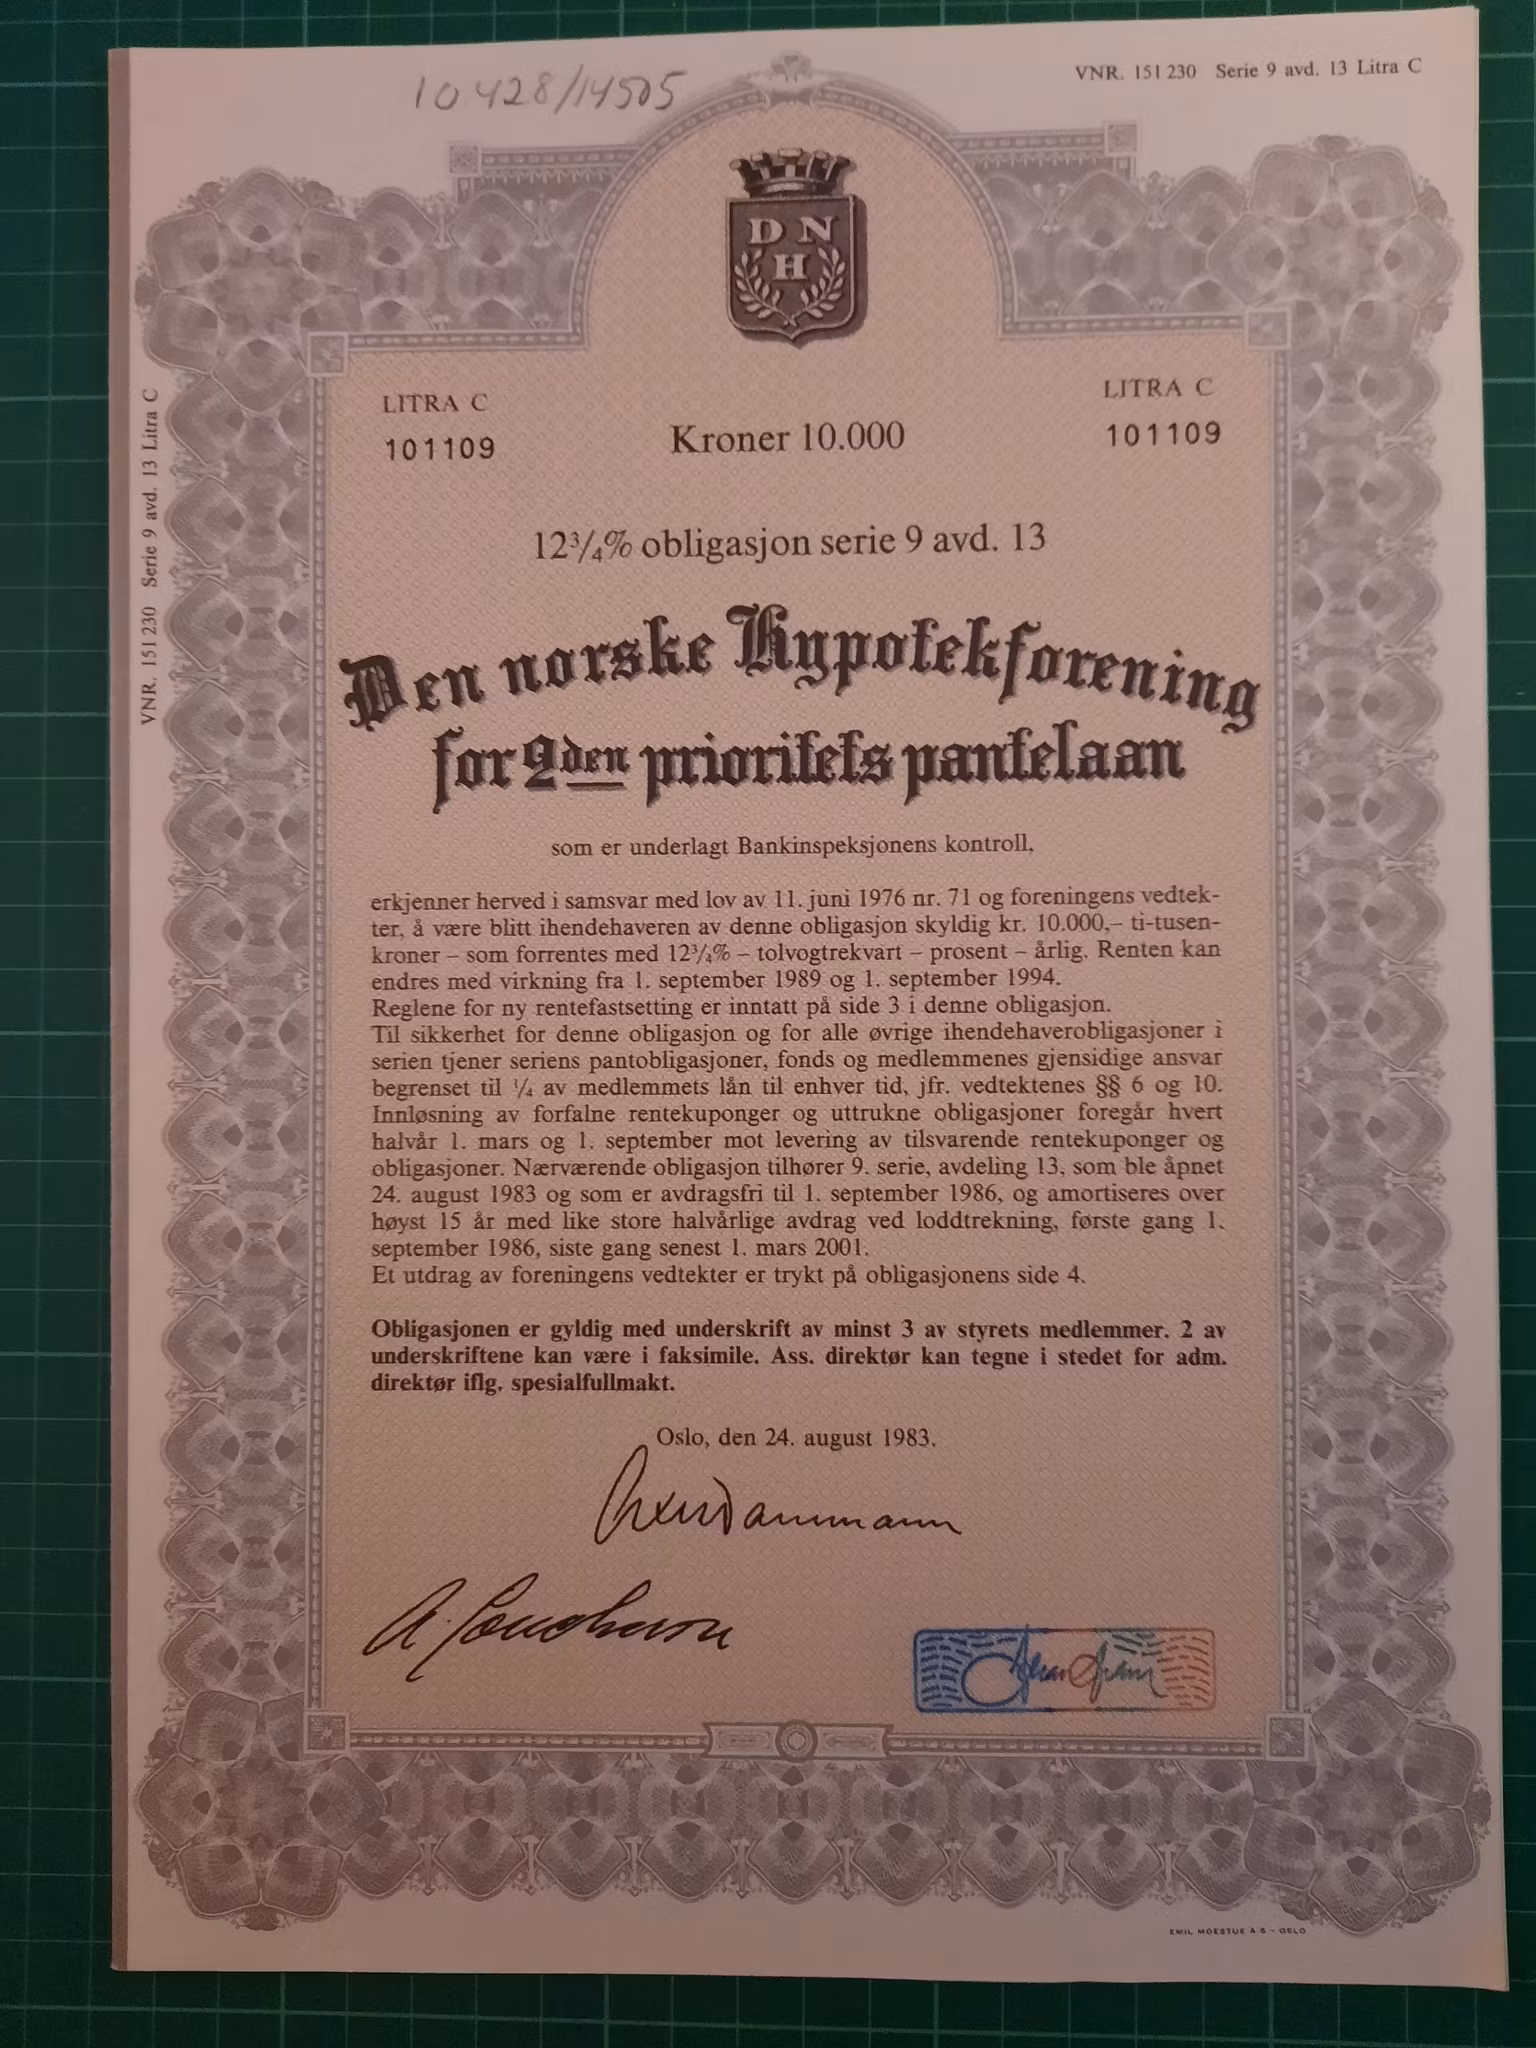 10428/14505
VNR. 151230 Serie 9 avd. 13 Litra C
D N
H
LITRA C
LITRA C
101109
Kroner 10.000
101109
VNR. 151230 Serie 9 avd. 13 Litra C
12¾% obligasjon serie 9 avd. 13
Den norske Hypotekforening
for 2den prioritets pantelaan
som er underlagt Bankinspeksjonens kontroll,
erkjenner herved i samsvar med lov av 11. juni 1976 nr. 71 og foreningens vedtek-
ter, å være blitt ihendehaveren av denne obligasjon skyldig kr. 10.000,– ti-tusen-
kroner – som forrentes med 12¾% – tolvogtrekvart – prosent – årlig. Renten kan
endres med virkning fra 1. september 1989 og 1. september 1994.
Reglene for ny rentefastsetting er inntatt på side 3 i denne obligasjon.
Til sikkerhet for denne obligasjon og for alle øvrige ihendehaverobligasjoner i
serien tjener seriens pantobligasjoner, fonds og medlemmenes gjensidige ansvar
begrenset til ¼ av medlemmets lån til enhver tid, jfr. vedtektenes §§ 6 og 10.
Innløsning av forfalne rentekuponger og uttrukne obligasjoner foregår hvert
halvår 1. mars og 1. september mot levering av tilsvarende rentekuponger og
obligasjoner. Nærværende obligasjon tilhører 9. serie, avdeling 13, som ble åpnet
24. august 1983 og som er avdragsfri til 1. september 1986, og amortiseres over
høyst 15 år med like store halvårlige avdrag ved loddtrekning, første gang 1.
september 1986, siste gang senest 1. mars 2001.
Et utdrag av foreningens vedtekter er trykt på obligasjonens side 4.
Obligasjonen er gyldig med underskrift av minst 3 av styrets medlemmer. 2 av
underskriftene kan være i faksimile. Ass. direktør kan tegne i stedet for adm.
direktør iflg. spesialfullmakt.
Oslo, den 24. august 1983.
EMIL MOESTUE A S – OSLO